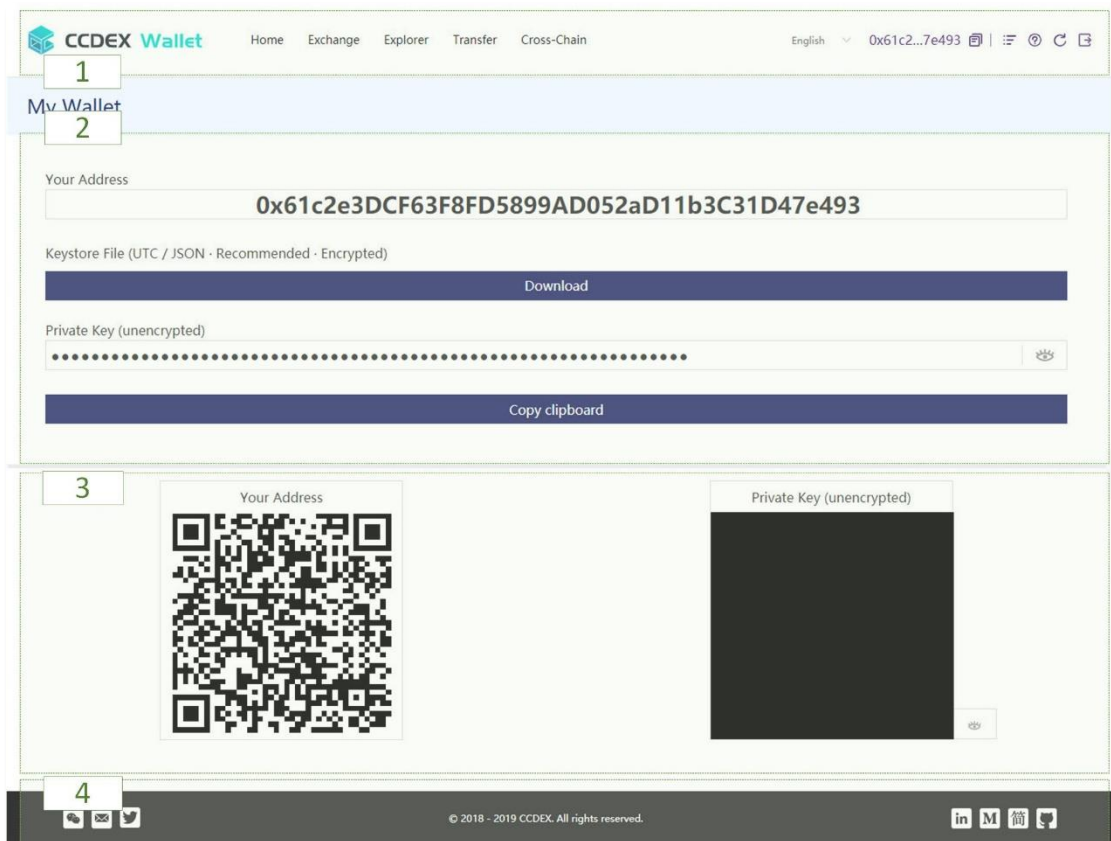 CCDEX Wallet Home Exchange Explorer Transfer Cross-Chain English 0x61c2...7e493
1
My Wallet
2
Your Address
0x61c2e3DCF63F8FD5899AD052aD11b3C31D47e493
Keystore File (UTC / JSON · Recommended · Encrypted)
Download
Private Key (unencrypted)
Copy clipboard
3
Your Address Private Key (unencrypted)
4
© 2018 - 2019 CCDEX. All rights reserved. in M 简